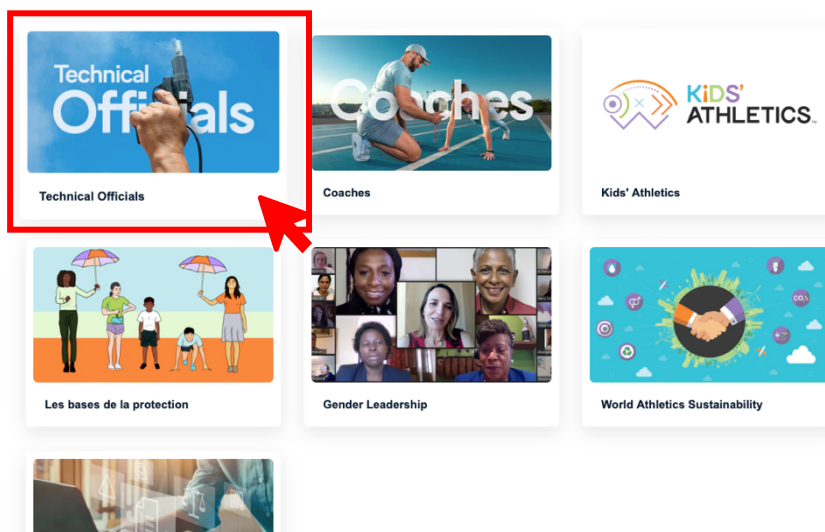 Technical
Officials
Technical Officials
Coaches
Coaches
KiDS'
ATHLETICS™
Kids' Athletics
Les bases de la protection
Gender Leadership
CO₂
World Athletics Sustainability